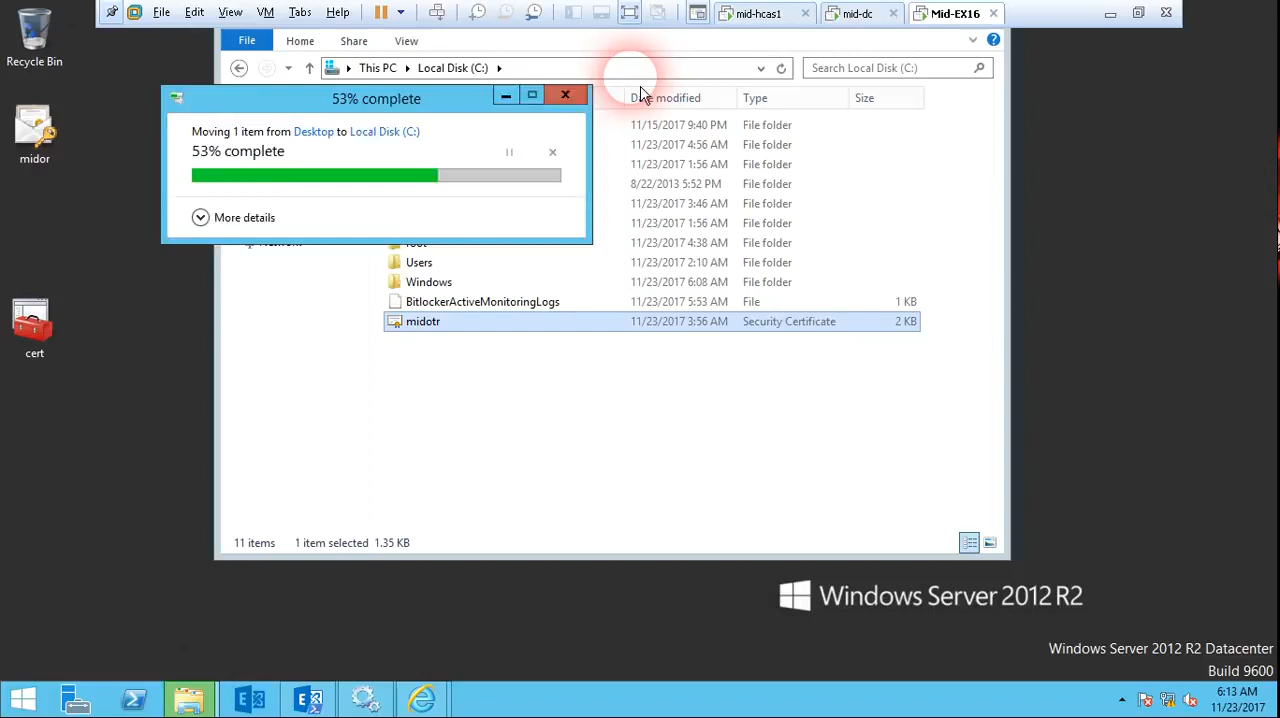 File Edit View VM Tabs Help mid-hcas1 mid-dc Mid-EX16
File Home Share View
This PC Local Disk (C:) Search Local Disk (C:)
Date modified Type Size
53% complete
Moving 1 item from Desktop to Local Disk (C:)
53% complete
More details
11/15/2017 9:40 PM File folder
11/23/2017 4:56 AM File folder
11/23/2017 1:56 AM File folder
8/22/2013 5:52 PM File folder
11/23/2017 3:46 AM File folder
11/23/2017 1:56 AM File folder
11/23/2017 4:38 AM File folder
Users 11/23/2017 2:10 AM File folder
Windows 11/23/2017 6:08 AM File folder
BitlockerActiveMonitoringLogs 11/23/2017 5:53 AM File 1 KB
midotr 11/23/2017 3:56 AM Security Certificate 2 KB
11 items 1 item selected 1.35 KB
Recycle Bin
midor
cert
Windows Server 2012 R2
Windows Server 2012 R2 Datacenter
Build 9600
6:13 AM
11/23/2017